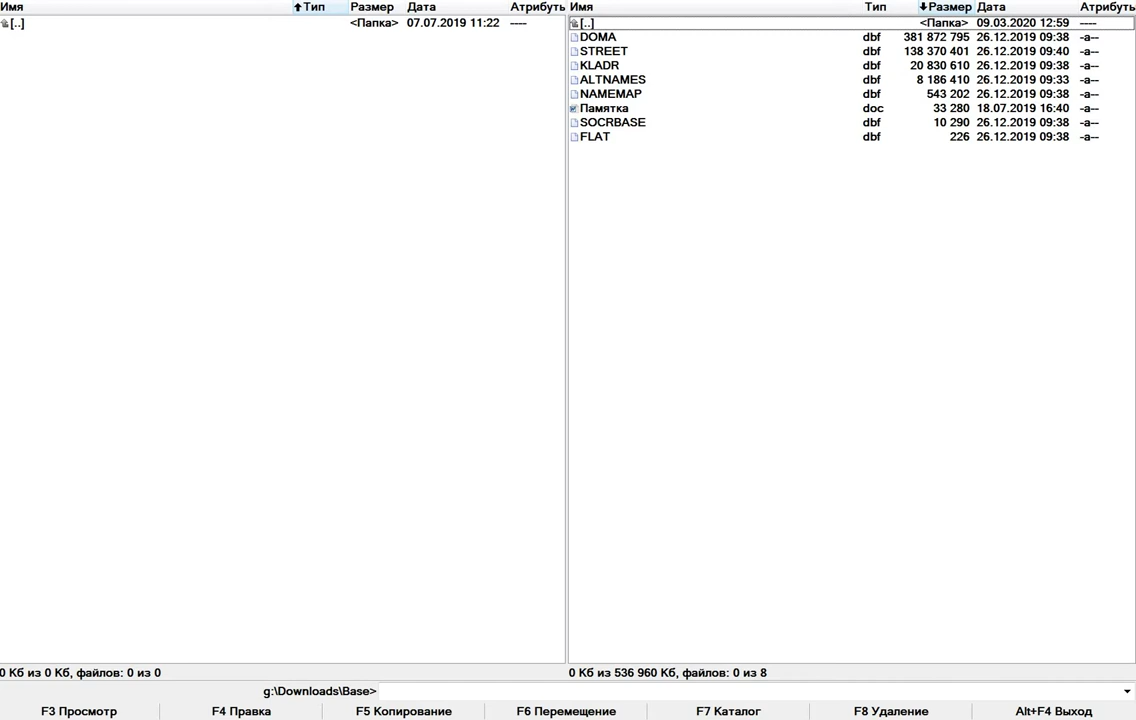 Имя Тип Размер Дата Атрибуть
[..] <Папка> 07.07.2019 11:22 ----
0 Кб из 0 Кб, файлов: 0 из 0
Имя Тип Размер Дата Атрибуть
[..] <Папка> 09.03.2020 12:59 ----
DOMA dbf 381 872 795 26.12.2019 09:38 -a--
STREET dbf 138 370 401 26.12.2019 09:40 -a--
KLADR dbf 20 830 610 26.12.2019 09:38 -a--
ALTNAMES dbf 8 186 410 26.12.2019 09:33 -a--
NAMEMAP dbf 543 202 26.12.2019 09:38 -a--
Памятка doc 33 280 18.07.2019 16:40 -a--
SOCRBASE dbf 10 290 26.12.2019 09:38 -a--
FLAT dbf 226 26.12.2019 09:38 -a--
0 Кб из 536 960 Кб, файлов: 0 из 8
g:\Downloads\Base>
F3 Просмотр F4 Правка F5 Копирование F6 Перемещение F7 Каталог F8 Удаление Alt+F4 Выход